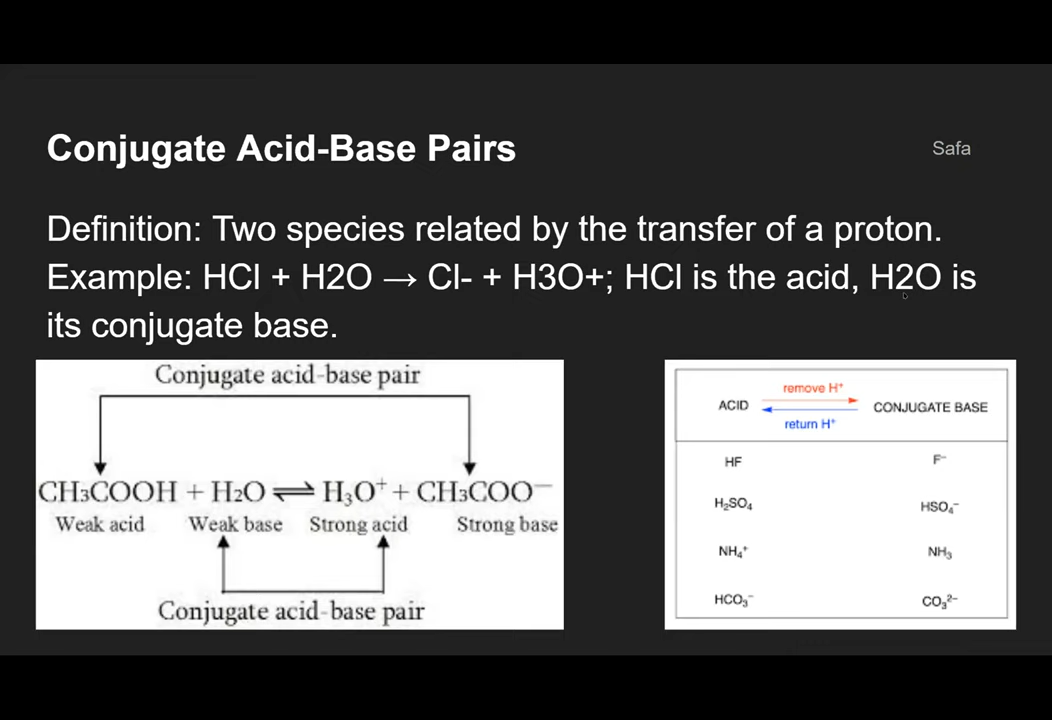 Conjugate Acid-Base Pairs
Safa
Definition: Two species related by the transfer of a proton.
Example: HCl + H2O → Cl- + H3O+; HCl is the acid, H2O is
its conjugate base.
Conjugate acid-base pair
CH₃COOH + H₂O ⇌ H₃O⁺ + CH₃COO⁻
Weak acid Weak base Strong acid Strong base
Conjugate acid-base pair
remove H⁺
ACID CONJUGATE BASE
return H⁺
HF F⁻
H₂SO₄ HSO₄⁻
NH₄⁺ NH₃
HCO₃⁻ CO₃²⁻